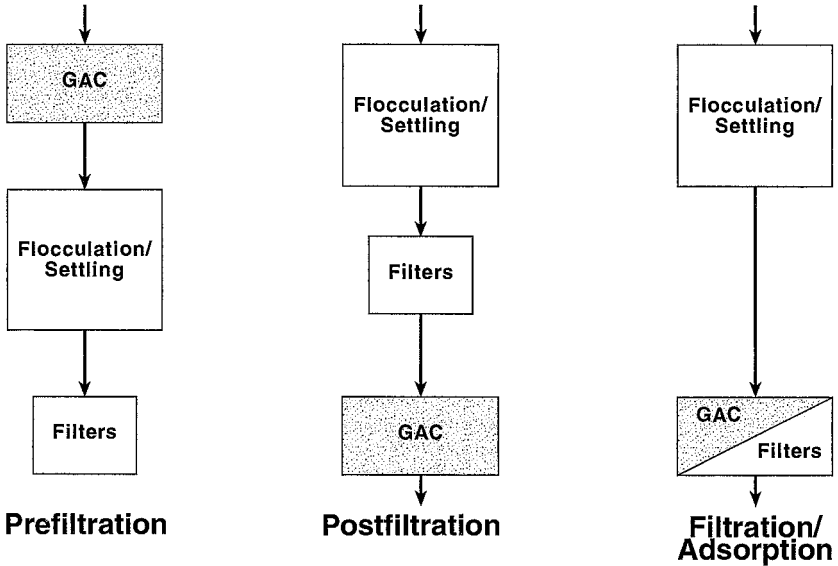 GAC
Flocculation/
Settling
Filters
Prefiltration
Flocculation/
Settling
Filters
GAC
Postfiltration
Flocculation/
Settling
GAC
Filters
Filtration/
Adsorption